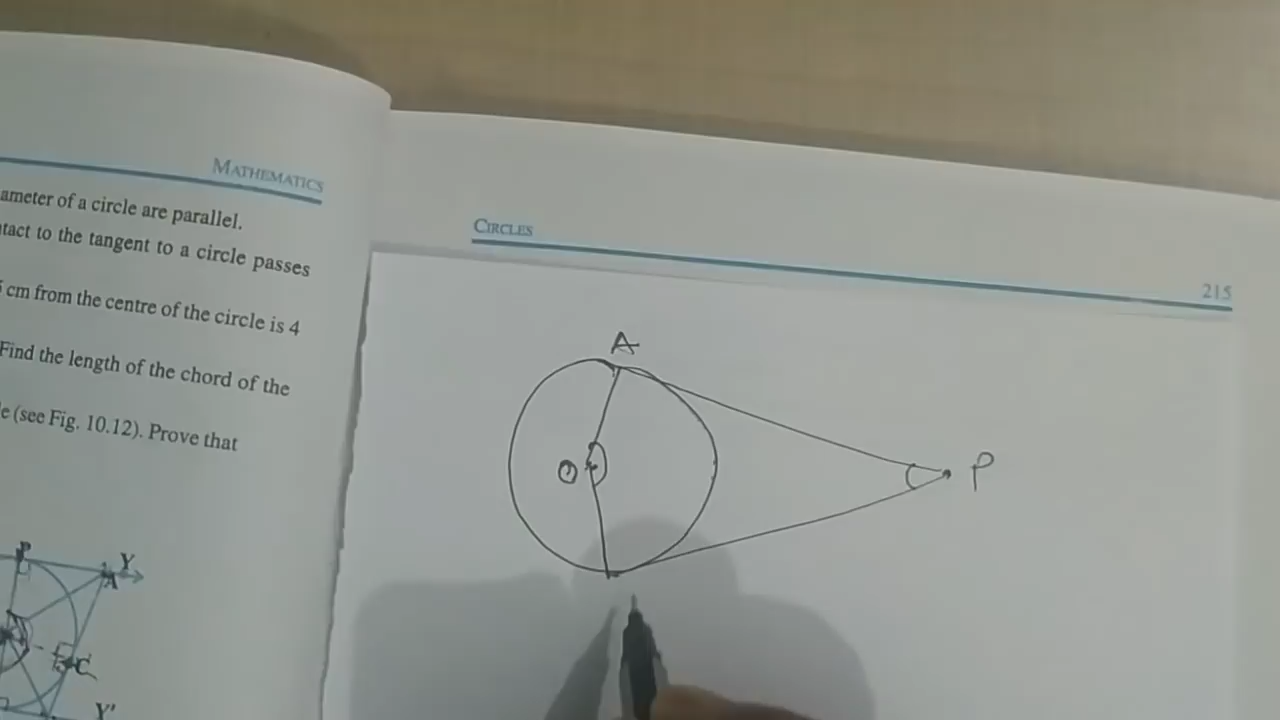 MATHEMATICS
ameter of a circle are parallel.
ntact to the tangent to a circle passes
cm from the centre of the circle is 4
Find the length of the chord of the
e (see Fig. 10.12). Prove that
P Y
A
C
Y'
CIRCLES
215
A
O
P